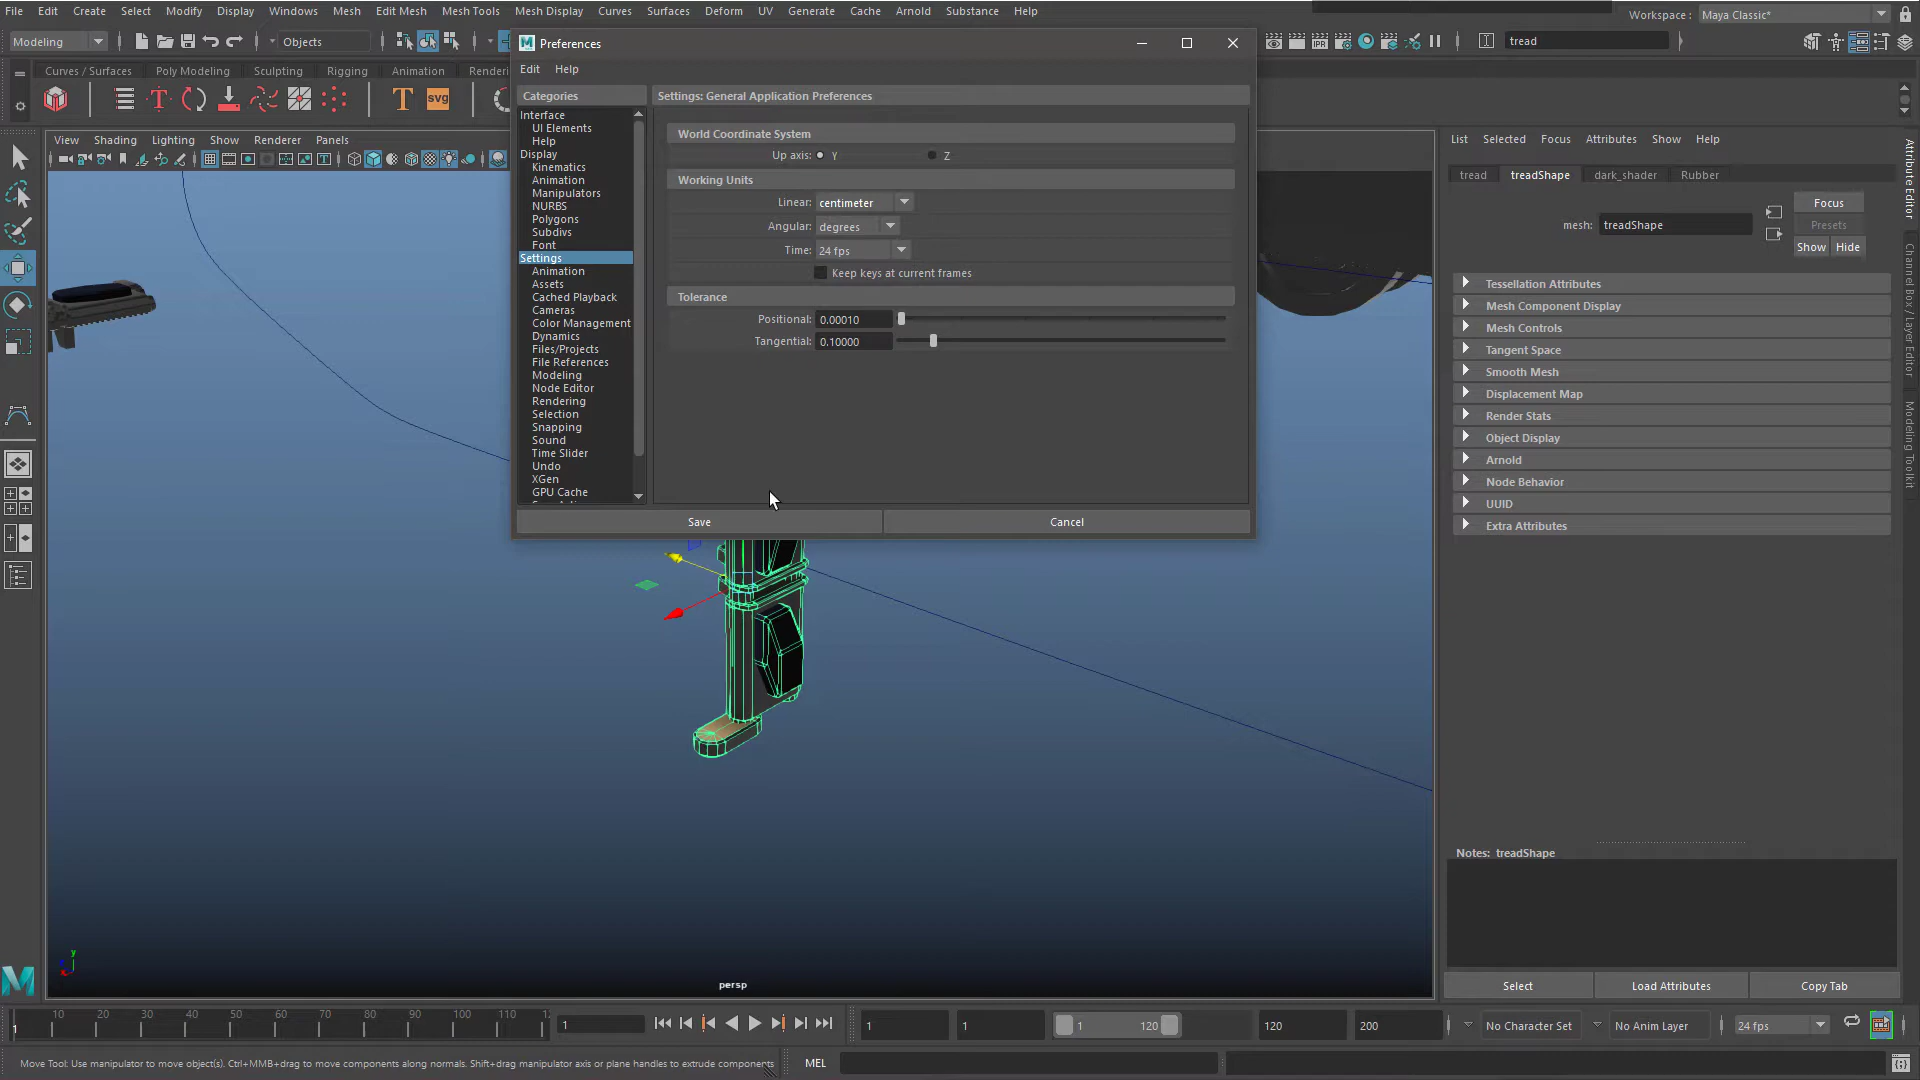 File Edit Create Select Modify Display Windows Mesh Edit Mesh Mesh Tools Mesh Display Curves Surfaces Deform UV Generate Cache Arnold Substance Help
Workspace : Maya Classic*
Modeling Objects
IPR tread
Curves / Surfaces Poly Modeling Sculpting Rigging Animation
T T svg
Preferences
Edit Help
Categories
Interface
UI Elements
Help
Display
Kinematics
Animation
Manipulators
NURBS
Polygons
Subdivs
Font
Settings
Animation
Assets
Cached Playback
Cameras
Color Management
Dynamics
Files/Projects
File References
Modeling
Node Editor
Rendering
Selection
Snapping
Sound
Time Slider
Undo
XGen
GPU Cache
Settings: General Application Preferences
World Coordinate System
Up axis: Y Z
Working Units
Linear: centimeter
Angular: degrees
Time: 24 fps
Keep keys at current frames
Tolerance
Positional: 0.00010
Tangential: 0.10000
Save Cancel
View Shading Lighting Show Renderer Panels
y
persp
List Selected Focus Attributes Show Help
tread treadShape dark_shader Rubber
Focus
mesh: treadShape Presets
Show Hide
Tessellation Attributes
Mesh Component Display
Mesh Controls
Tangent Space
Smooth Mesh
Displacement Map
Render Stats
Object Display
Arnold
Node Behavior
UUID
Extra Attributes
Notes: treadShape
Select Load Attributes Copy Tab
Attribute Editor
Channel Box / Layer Editor
Modeling Toolkit
10 20 30 40 50 60 70 80 90 100 110
1 1 1 1 1 120 120 200 No Character Set No Anim Layer 24 fps
Move Tool: Use manipulator to move object(s). Ctrl+MMB+drag to move components along normals. Shift+drag manipulator axis or plane handles to extrude components
MEL